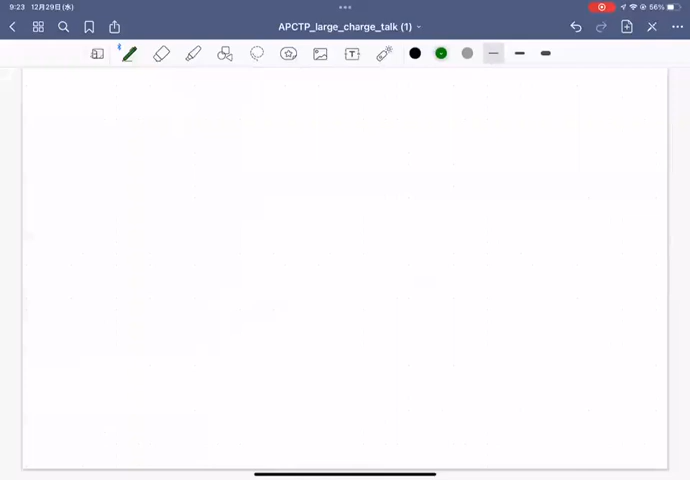 9:23 12月29日(水)
56%
APCTP_large_charge_talk (1)
T